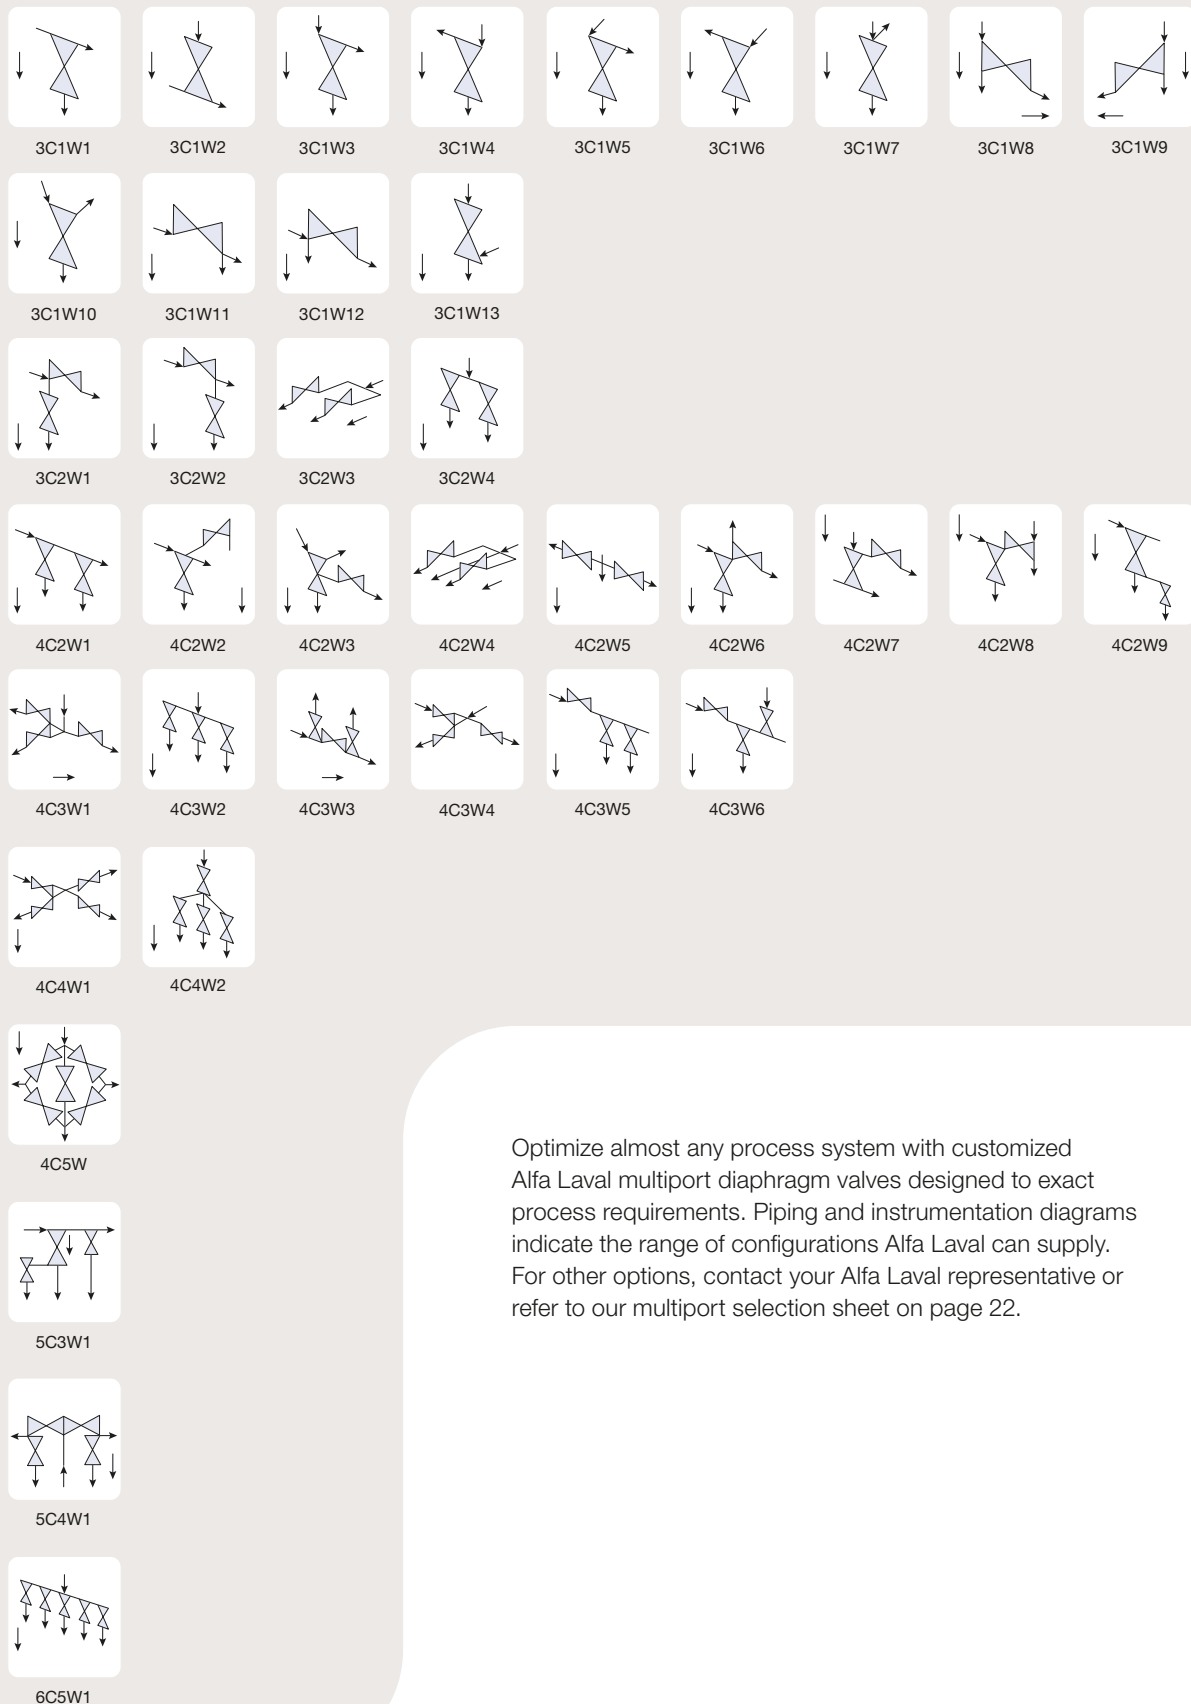 3C1W1 3C1W2 3C1W3 3C1W4 3C1W5 3C1W6 3C1W7 3C1W8 3C1W9
3C1W10 3C1W11 3C1W12 3C1W13
3C2W1 3C2W2 3C2W3 3C2W4
4C2W1 4C2W2 4C2W3 4C2W4 4C2W5 4C2W6 4C2W7 4C2W8 4C2W9
4C3W1 4C3W2 4C3W3 4C3W4 4C3W5 4C3W6
4C4W1 4C4W2
4C5W
5C3W1
5C4W1
6C5W1
Optimize almost any process system with customized
Alfa Laval multiport diaphragm valves designed to exact
process requirements. Piping and instrumentation diagrams
indicate the range of configurations Alfa Laval can supply.
For other options, contact your Alfa Laval representative or
refer to our multiport selection sheet on page 22.